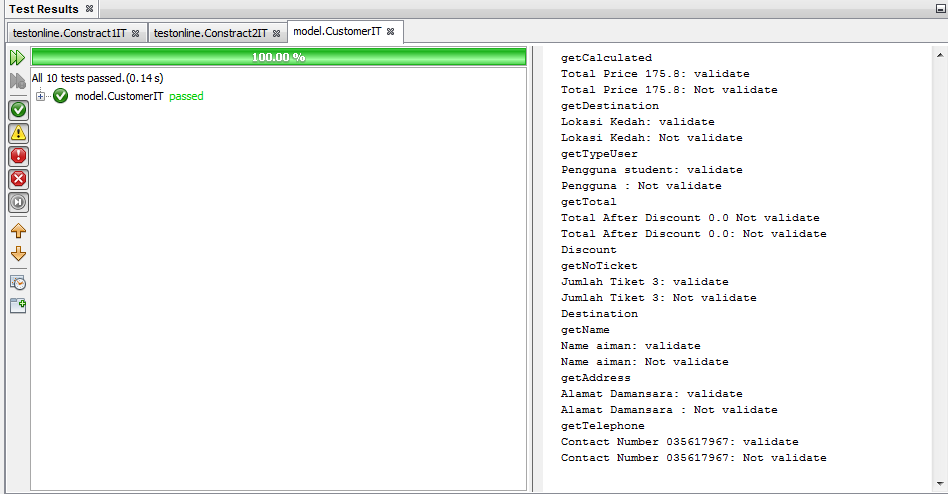 Test Results
testonline.Constract1IT
testonline.Constract2IT
model.CustomerIT
100.00 %
All 10 tests passed.(0.14 s)
model.CustomerIT passed
getCalculated
Total Price 175.8: validate
Total Price 175.8: Not validate
getDestination
Lokasi Kedah: validate
Lokasi Kedah: Not validate
getTypeUser
Pengguna student: validate
Pengguna : Not validate
getTotal
Total After Discount 0.0 Not validate
Total After Discount 0.0: Not validate
Discount
getNoTicket
Jumlah Tiket 3: validate
Jumlah Tiket 3: Not validate
Destination
getName
Name aiman: validate
Name aiman: Not validate
getAddress
Alamat Damansara: validate
Alamat Damansara : Not validate
getTelephone
Contact Number 035617967: validate
Contact Number 035617967: Not validate